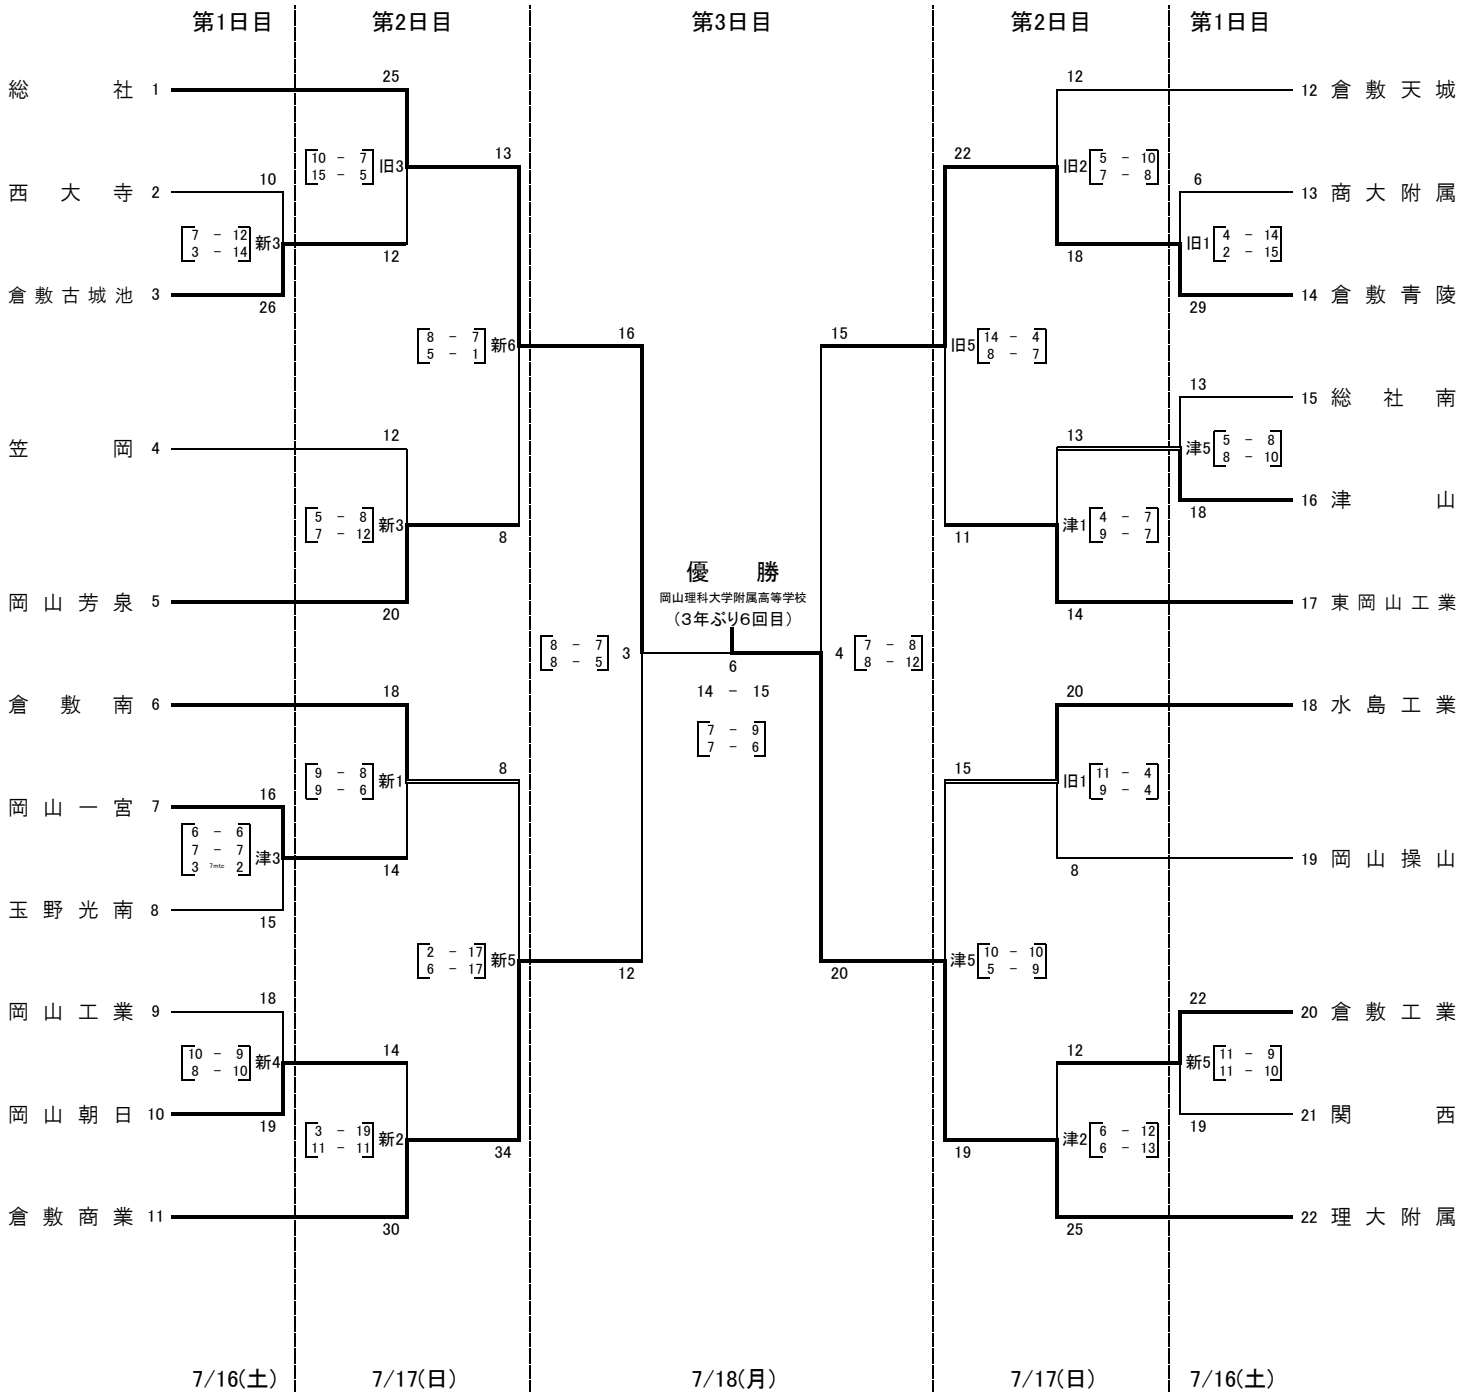 第1日目 第2日目 第3日目 第2日目 第1日目
25 12
総社 1 12 倉敷天城
13 22
10 - 7 旧3 旧2 5 - 10
15 - 5 7 - 8
10 6
西大寺 2 13 商大附属
7 - 12 新3 旧1 4 - 14
3 - 14 2 - 15
12 18
倉敷古城池 3 14 倉敷青陵
26 29
16 15
8 - 7 新6 旧5 14 - 4
5 - 1 8 - 7
13
15 総社南
12 13
笠岡 4 津5 5 - 8
8 - 10
16 津山
18
5 - 8 新3 津1 4 - 7
7 - 12 9 - 7
8 11
優勝
岡山理科大学附属高等学校
岡山芳泉 5 17 東岡山工業
20 14
(3年ぶり6回目)
8 - 7 3 4 7 - 8
8 - 5 8 - 12
6
14 - 15
18 20
倉敷南 6 18 水島工業
7 - 9
7 - 6
8 15
9 - 8 新1 旧1 11 - 4
9 - 6 9 - 4
16
岡山一宮 7
6 - 6
7 - 7 津3
3 7mtc 2
19 岡山操山
14 8
玉野光南 8
15
2 - 17 新5 津5 10 - 10
6 - 17 5 - 9
12 20
18 22
岡山工業 9 20 倉敷工業
14 12
10 - 9 新4 新5 11 - 9
8 - 10 11 - 10
岡山朝日 10 21 関西
19 19
3 - 19 新2 津2 6 - 12
11 - 11 6 - 13
34 19
倉敷商業 11 22 理大附属
30 25
7/16(土) 7/17(日) 7/18(月) 7/17(日) 7/16(土)